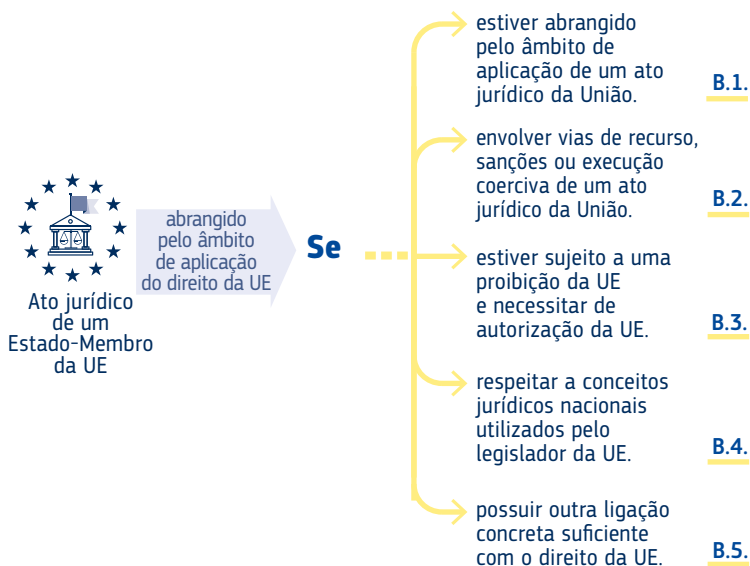 estiver abrangido
pelo âmbito de
aplicação de um ato
jurídico da União.
B.1.
envolver vias de recurso,
sanções ou execução
coerciva de um ato
jurídico da União.
B.2.
Ato jurídico
de um
Estado-Membro
da UE
abrangido
pelo âmbito
de aplicação
do direito da UE
Se
estiver sujeito a uma
proibição da UE
e necessitar de
autorização da UE.
B.3.
respeitar a conceitos
jurídicos nacionais
utilizados pelo
legislador da UE.
B.4.
possuir outra ligação
concreta suficiente
com o direito da UE.
B.5.